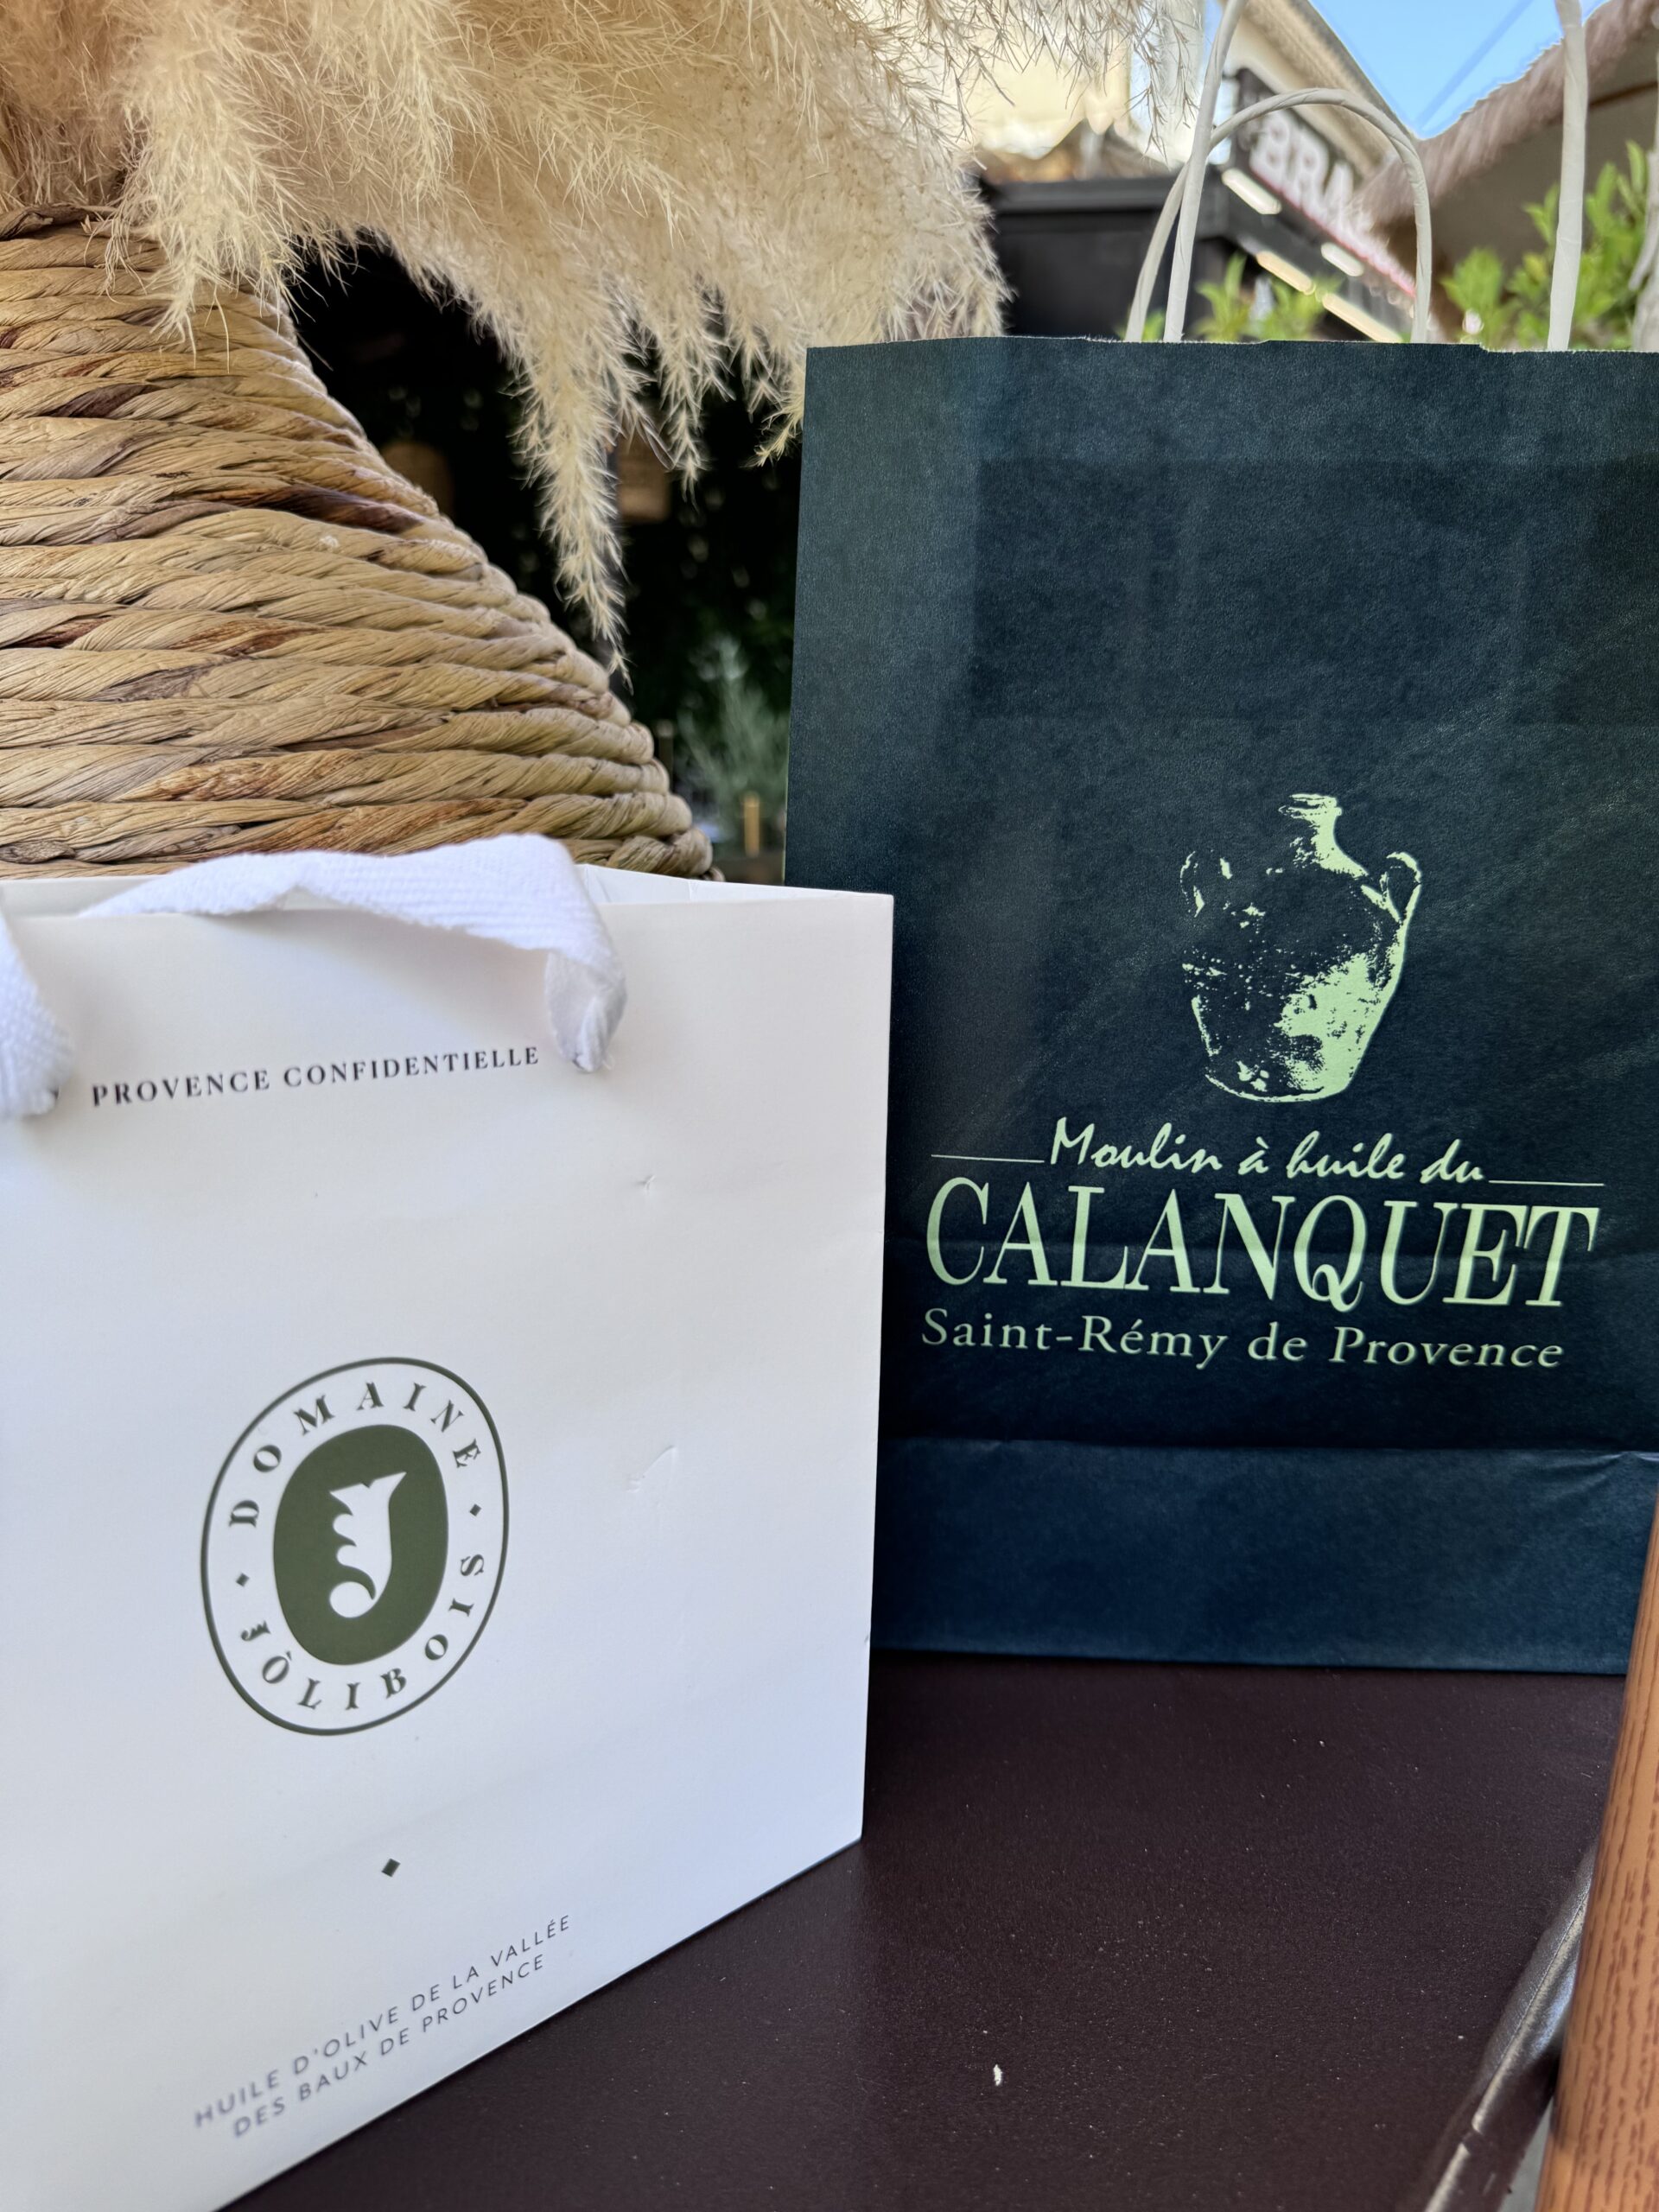 PROVENCE CONFIDENTIELLE
DOMAINE · JÔLIBOIS ·
HUILE D'OLIVE DE LA VALLÉE
DES BAUX DE PROVENCE
Moulin à huile du
CALANQUET
Saint-Rémy de Provence